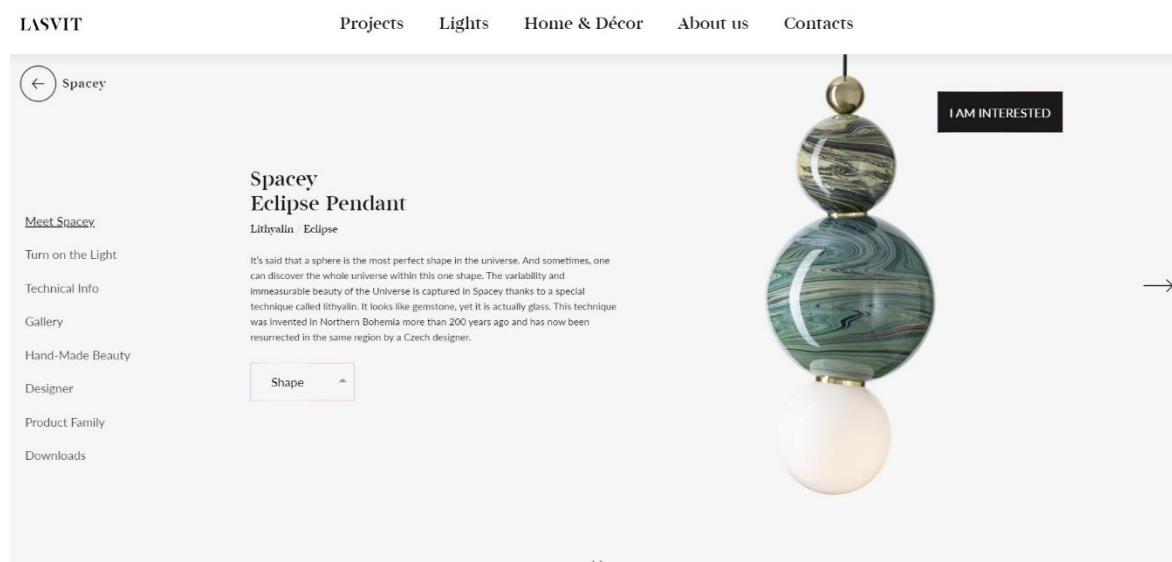 LASVIT
Projects
Lights
Home & Décor
About us
Contacts
Spacey
I AM INTERESTED
Meet Spacey
Turn on the Light
Technical Info
Gallery
Hand-Made Beauty
Designer
Product Family
Downloads
Spacey
Eclipse Pendant
Lithyalin / Eclipse
It's said that a sphere is the most perfect shape in the universe. And sometimes, one
can discover the whole universe within this one shape. The variability and
immeasurable beauty of the Universe is captured in Spacey thanks to a special
technique called lithyalin. It looks like gemstone, yet it is actually glass. This technique
was invented in Northern Bohemia more than 200 years ago and has now been
resurrected in the same region by a Czech designer.
Shape